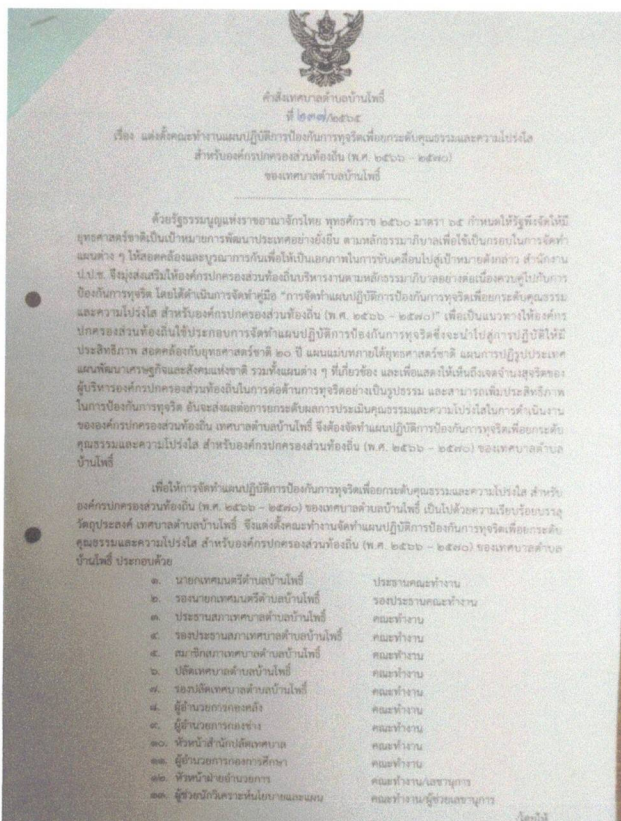 คำสั่งเทศบาลตำบลบ้านโพธิ์
ที่ ๒๓๗/๒๕๖๕
เรื่อง แต่งตั้งคณะทำงานแผนปฏิบัติการป้องกันการทุจริตเพื่อยกระดับคุณธรรมและความโปร่งใส
สำหรับองค์กรปกครองส่วนท้องถิ่น (พ.ศ. ๒๕๖๖ – ๒๕๗๐)
ของเทศบาลตำบลบ้านโพธิ์
ด้วยรัฐธรรมนูญแห่งราชอาณาจักรไทย พุทธศักราช ๒๕๖๐ มาตรา ๖๕ กำหนดให้รัฐพึงจัดให้มี
ยุทธศาสตร์ชาติเป็นเป้าหมายการพัฒนาประเทศอย่างยั่งยืน ตามหลักธรรมาภิบาลเพื่อใช้เป็นกรอบในการจัดทำ
แผนต่าง ๆ ให้สอดคล้องและบูรณาการกันเพื่อให้เป็นเอกภาพในการขับเคลื่อนไปสู่เป้าหมายดังกล่าว สำนักงาน
ป.ป.ช. จึงมุ่งส่งเสริมให้องค์กรปกครองส่วนท้องถิ่นบริหารงานตามหลักธรรมาภิบาลอย่างต่อเนื่องควบคู่ไปกับการ
ป้องกันการทุจริต โดยได้ดำเนินการจัดทำคู่มือ "การจัดทำแผนปฏิบัติการป้องกันการทุจริตเพื่อยกระดับคุณธรรม
และความโปร่งใส สำหรับองค์กรปกครองส่วนท้องถิ่น (พ.ศ. ๒๕๖๖ – ๒๕๗๐)" เพื่อเป็นแนวทางให้องค์กร
ปกครองส่วนท้องถิ่นใช้ประกอบการจัดทำแผนปฏิบัติการป้องกันการทุจริตซึ่งจะนำไปสู่การปฏิบัติให้มี
ประสิทธิภาพ สอดคล้องกับยุทธศาสตร์ชาติ ๒๐ ปี แผนแม่บทภายใต้ยุทธศาสตร์ชาติ แผนการปฏิรูปประเทศ
แผนพัฒนาเศรษฐกิจและสังคมแห่งชาติ รวมทั้งแผนต่าง ๆ ที่เกี่ยวข้อง และเพื่อแสดงให้เห็นถึงเจตจำนงสุจริตของ
ผู้บริหารองค์กรปกครองส่วนท้องถิ่นในการต่อต้านการทุจริตอย่างเป็นรูปธรรม และสามารถเพิ่มประสิทธิภาพ
ในการป้องกันการทุจริต อันจะส่งผลต่อการยกระดับผลการประเมินคุณธรรมและความโปร่งใสในการดำเนินงาน
ขององค์กรปกครองส่วนท้องถิ่น เทศบาลตำบลบ้านโพธิ์ จึงต้องจัดทำแผนปฏิบัติการป้องกันการทุจริตเพื่อยกระดับ
คุณธรรมและความโปร่งใส สำหรับองค์กรปกครองส่วนท้องถิ่น (พ.ศ. ๒๕๖๖ – ๒๕๗๐) ของเทศบาลตำบล
บ้านโพธิ์
เพื่อให้การจัดทำแผนปฏิบัติการป้องกันการทุจริตเพื่อยกระดับคุณธรรมและความโปร่งใส สำหรับ
องค์กรปกครองส่วนท้องถิ่น (พ.ศ. ๒๕๖๖ – ๒๕๗๐) ของเทศบาลตำบลบ้านโพธิ์ เป็นไปด้วยความเรียบร้อยบรรลุ
วัตถุประสงค์ เทศบาลตำบลบ้านโพธิ์ จึงแต่งตั้งคณะทำงานจัดทำแผนปฏิบัติการป้องกันการทุจริตเพื่อยกระดับ
คุณธรรมและความโปร่งใส สำหรับองค์กรปกครองส่วนท้องถิ่น (พ.ศ. ๒๕๖๖ – ๒๕๗๐) ของเทศบาลตำบล
บ้านโพธิ์ ประกอบด้วย
๑. นายกเทศมนตรีตำบลบ้านโพธิ์ ประธานคณะทำงาน
๒. รองนายกเทศมนตรีตำบลบ้านโพธิ์ รองประธานคณะทำงาน
๓. ประธานสภาเทศบาลตำบลบ้านโพธิ์ คณะทำงาน
๔. รองประธานสภาเทศบาลตำบลบ้านโพธิ์ คณะทำงาน
๕. สมาชิกสภาเทศบาลตำบลบ้านโพธิ์ คณะทำงาน
๖. ปลัดเทศบาลตำบลบ้านโพธิ์ คณะทำงาน
๗. รองปลัดเทศบาลตำบลบ้านโพธิ์ คณะทำงาน
๘. ผู้อำนวยการกองคลัง คณะทำงาน
๙. ผู้อำนวยการกองช่าง คณะทำงาน
๑๐. หัวหน้าสำนักปลัดเทศบาล คณะทำงาน
๑๑. ผู้อำนวยการกองการศึกษา คณะทำงาน
๑๒. หัวหน้าฝ่ายอำนวยการ คณะทำงาน/เลขานุการ
๑๓. ผู้ช่วยนักวิเคราะห์นโยบายและแผน คณะทำงาน/ผู้ช่วยเลขานุการ
/โดยให้